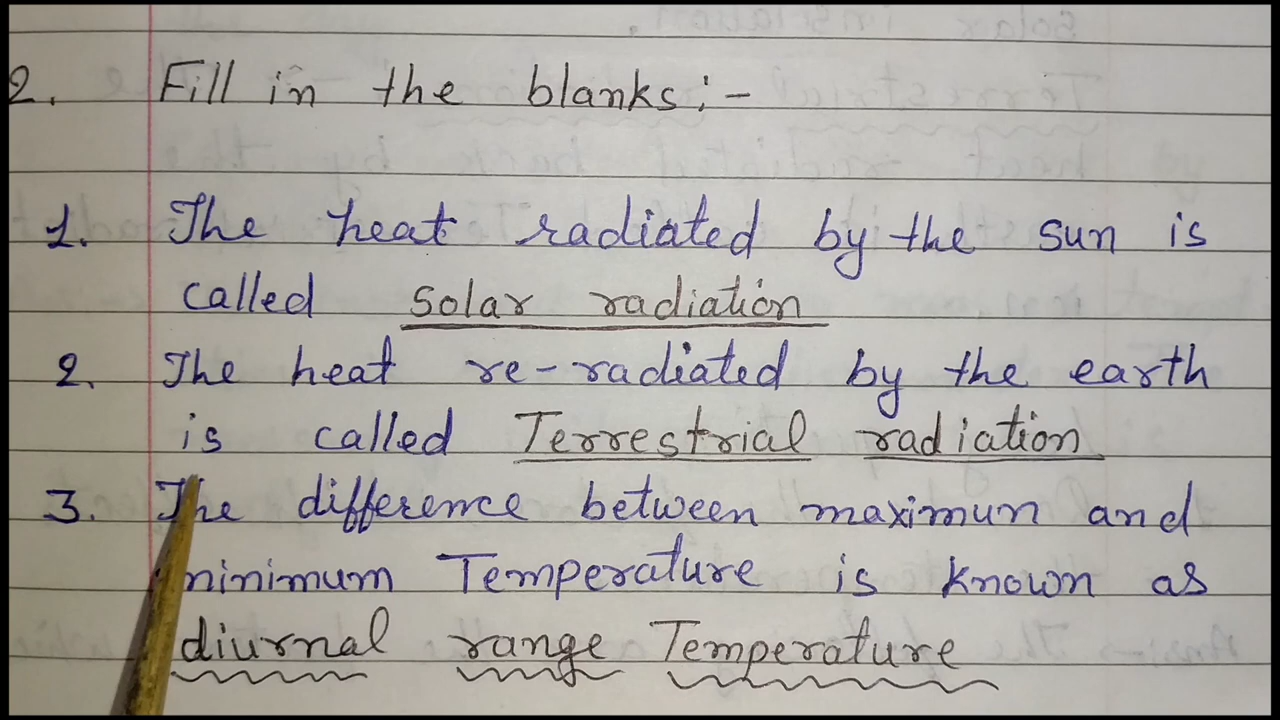 2. Fill in the blanks:-
1. The heat radiated by the sun is
called solar radiation
2. The heat re-radiated by the earth
is called Terrestrial radiation
3. The difference between maximun and
minimum Temperature is known as
diurnal range Temperature